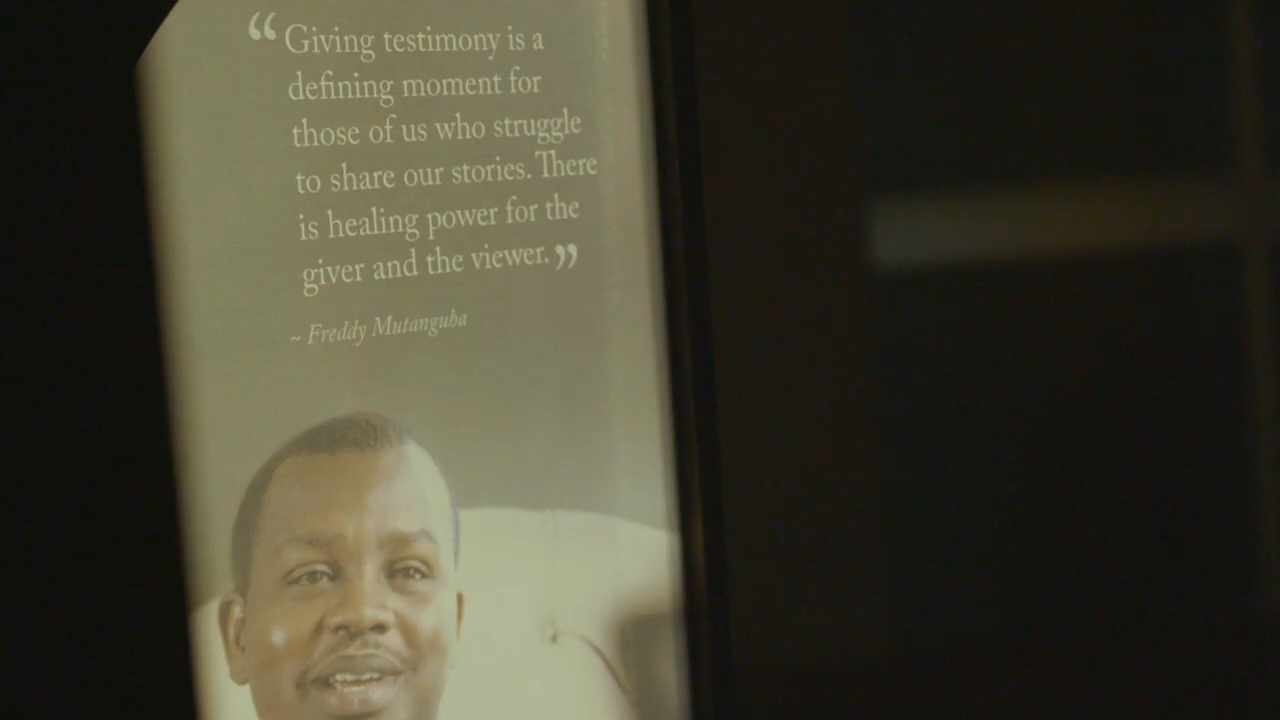 “Giving testimony is a
defining moment for
those of us who struggle
to share our stories. There
is healing power for the
giver and the viewer.”
~ Freddy Mutanguha